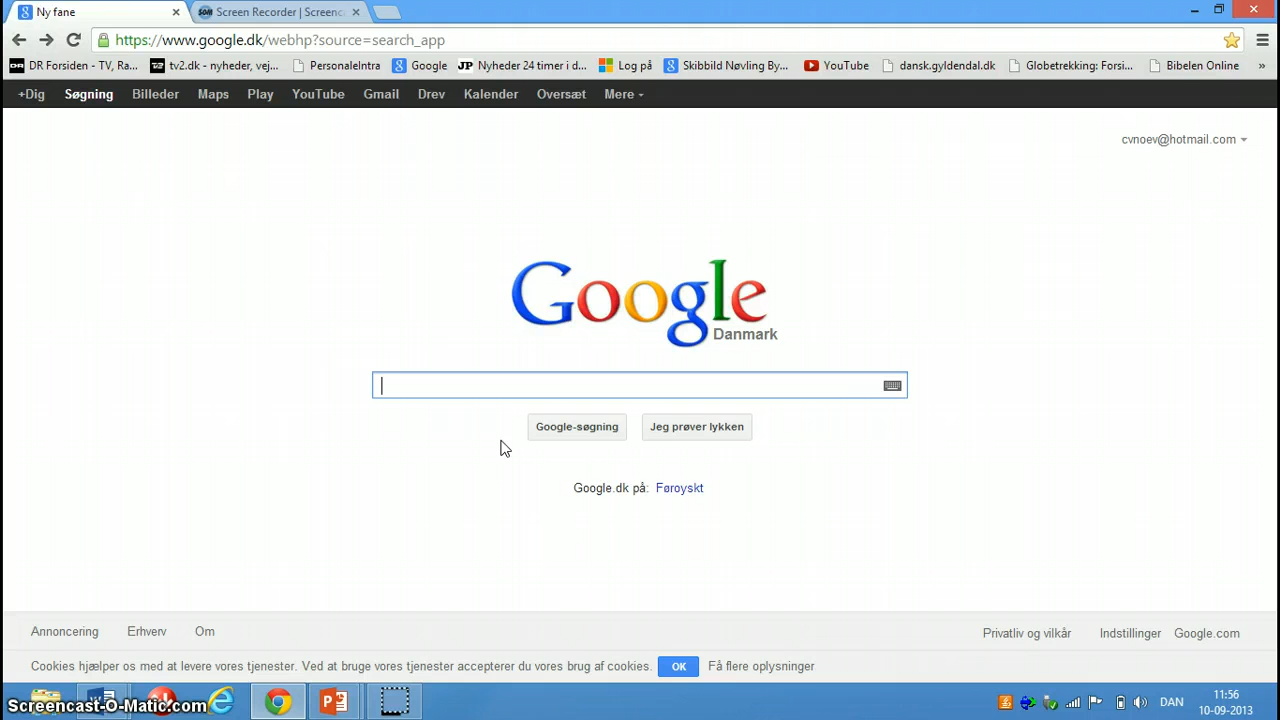 Ny fane
SOM Screen Recorder | Screenc
https://www.google.dk/webhp?source=search_app
DR DR Forsiden - TV, Ra... tv2.dk - nyheder, vej... PersonaleIntra Google JP Nyheder 24 timer i d... Log på Skibbild Nøvling By... YouTube dansk.gyldendal.dk Globetrekking: Forsi... Bibelen Online »
+Dig Søgning Billeder Maps Play YouTube Gmail Drev Kalender Oversæt Mere
cvnoev@hotmail.com
Google
Danmark
Google-søgning Jeg prøver lykken
Google.dk på: Føroyskt
Annoncering Erhverv Om Privatliv og vilkår Indstillinger Google.com
Cookies hjælper os med at levere vores tjenester. Ved at bruge vores tjenester accepterer du vores brug af cookies. OK Få flere oplysninger
Screencast-O-Matic.com
DAN 11:56
10-09-2013